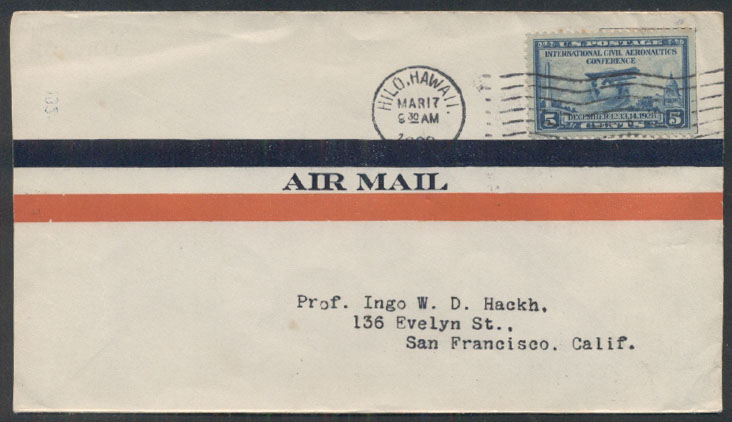 U.S. POSTAGE
INTERNATIONAL CIVIL AERONAUTICS
CONFERENCE
5 DECEMBER 12,13,14,1928 5
CENTS
HILO, HAWAII.
MAR 17
30 AM
AIR MAIL
Prof. Ingo W. D. Hackh,
136 Evelyn St.,
San Francisco. Calif.